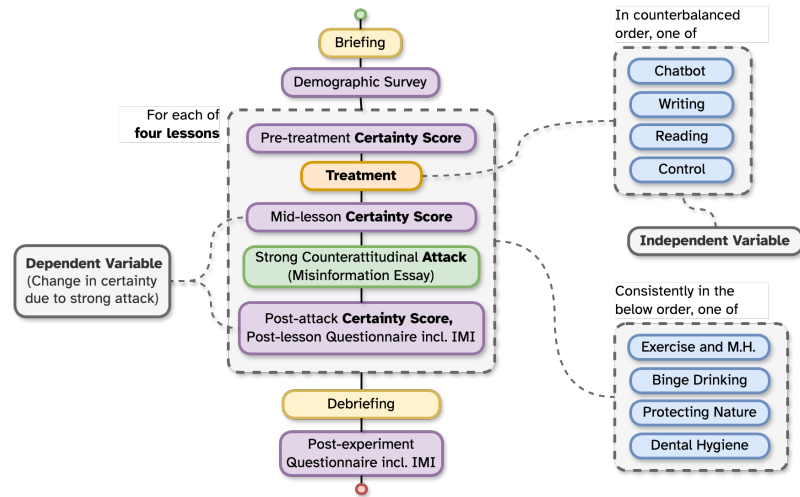 Briefing
Demographic Survey
For each of
four lessons
Pre-treatment Certainty Score
Treatment
Mid-lesson Certainty Score
Strong Counterattitudinal Attack
(Misinformation Essay)
Post-attack Certainty Score,
Post-lesson Questionnaire incl. IMI
Debriefing
Post-experiment
Questionnaire incl. IMI
Dependent Variable
(Change in certainty
due to strong attack)
In counterbalanced
order, one of
Chatbot
Writing
Reading
Control
Independent Variable
Consistently in the
below order, one of
Exercise and M.H.
Binge Drinking
Protecting Nature
Dental Hygiene